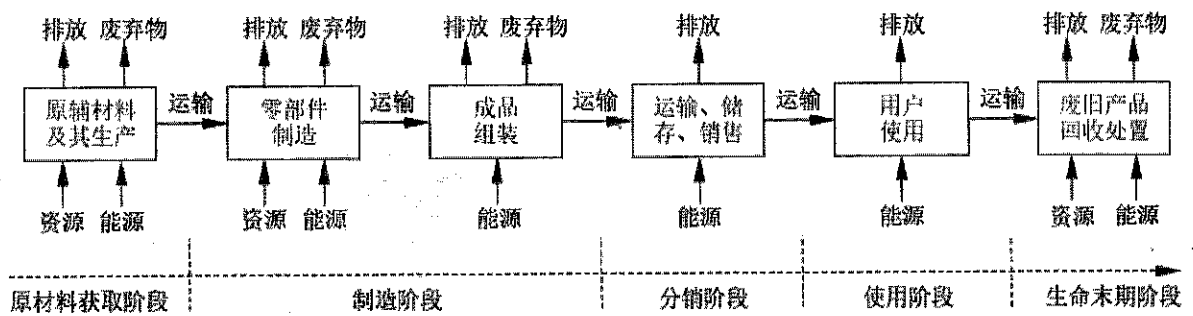 排放 废弃物 排放 废弃物 排放 废弃物 排放 排放 排放 废弃物
原辅材料
及其生产
运输
零部件
制造
运输
成品
组装
运输
运输、储
存、销售
运输
用户
使用
运输
废旧产品
回收处置
资源 能源 资源 能源 能源 能源 能源 资源 能源
原材料获取阶段 制造阶段 分销阶段 使用阶段 生命末期阶段